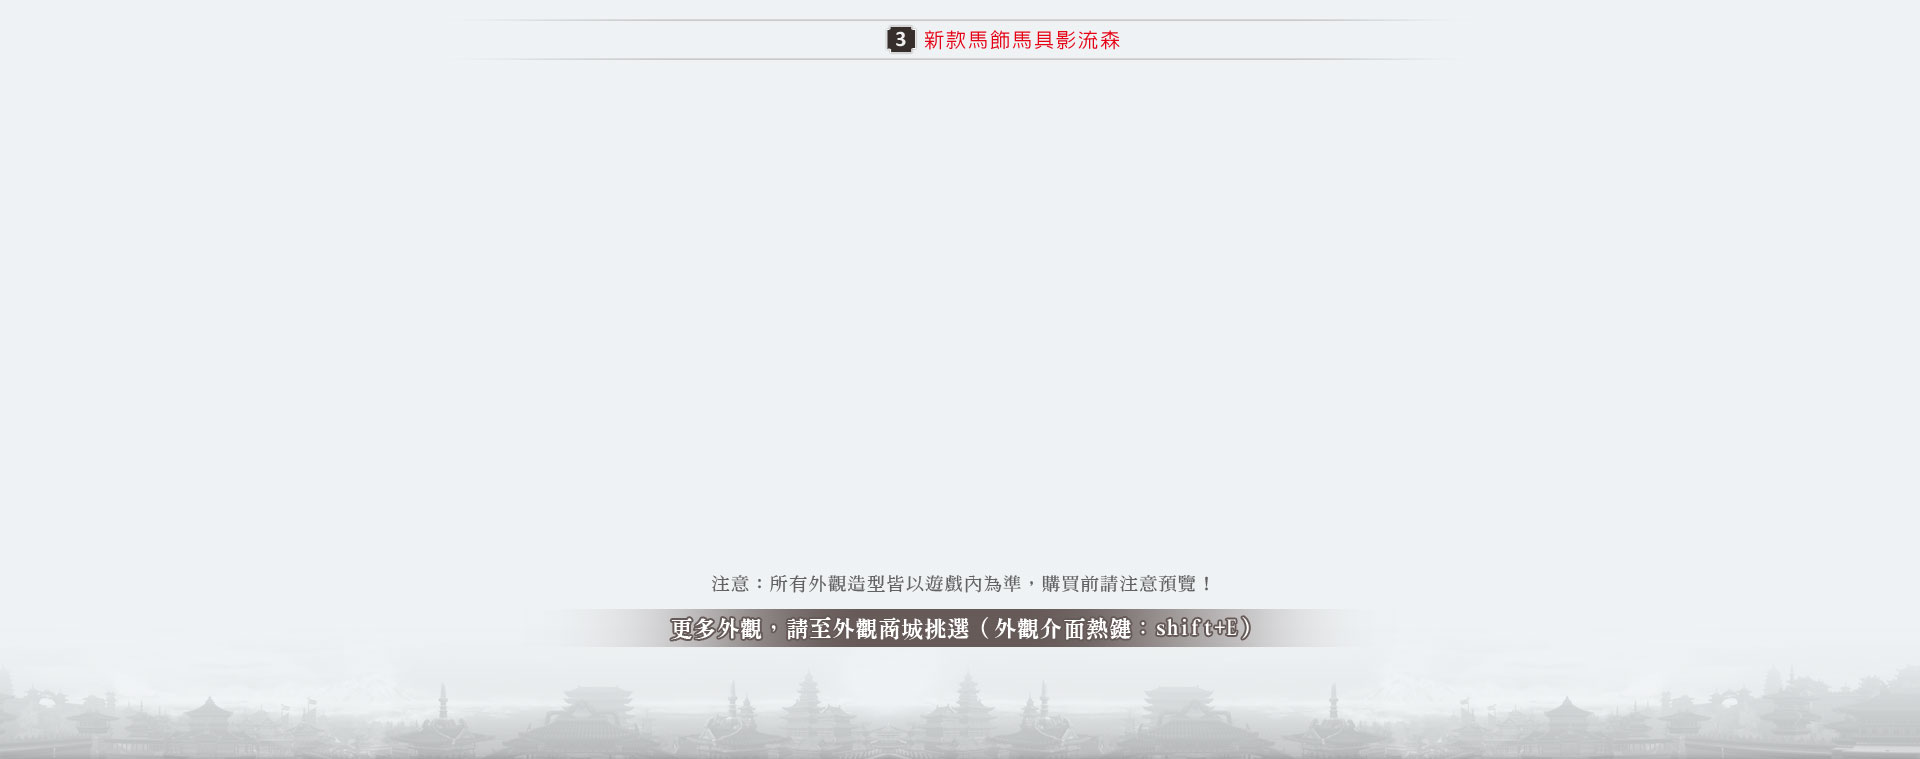 3 新款馬飾馬具影流森
注意：所有外觀造型皆以遊戲內為準，購買前請注意預覽！
更多外觀，請至外觀商城挑選（外觀介面熱鍵：shift+E）